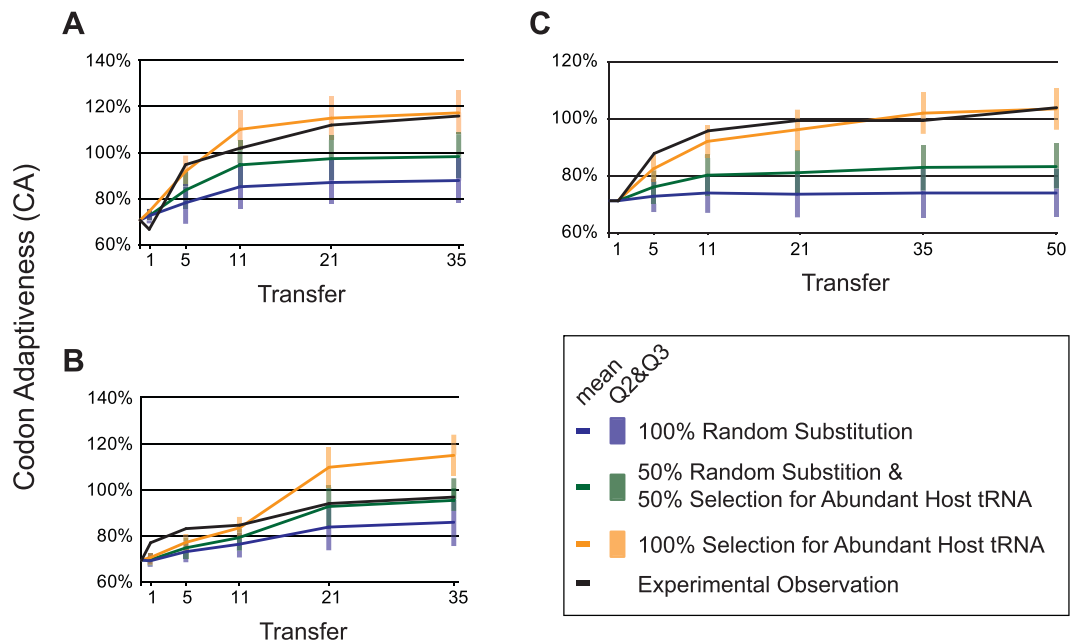 A
C
140%
120%
100%
80%
60%
1 5 11 21 35
Transfer
120%
100%
80%
60%
1 5 11 21 35 50
Transfer
Codon Adaptiveness (CA)
B
140%
120%
100%
80%
60%
1 5 11 21 35
Transfer
mean
Q2&Q3
100% Random Substitution
50% Random Substition &
50% Selection for Abundant Host tRNA
100% Selection for Abundant Host tRNA
Experimental Observation